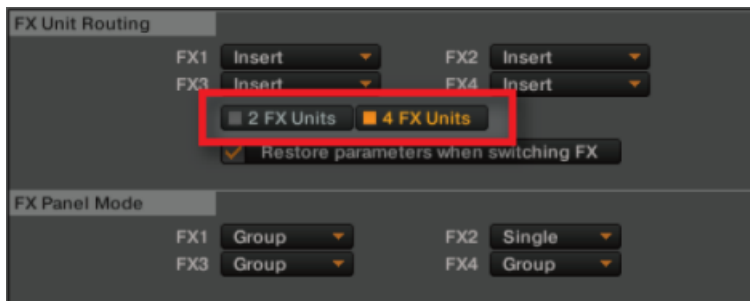 FX Unit Routing
FX1 Insert FX2 Insert
FX3 Insert FX4 Insert
2 FX Units 4 FX Units
Restore parameters when switching FX
FX Panel Mode
FX1 Group FX2 Single
FX3 Group FX4 Group